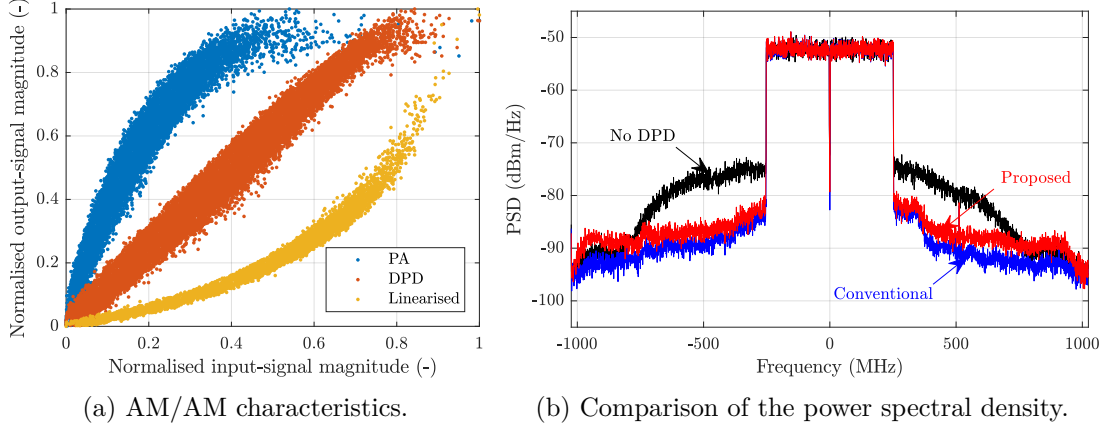 Normalised output-signal magnitude (-)
1
0.8
0.6
0.4
0.2
0
0
0.2
0.4
0.6
0.8
1
PA
DPD
Linearised
Normalised input-signal magnitude (-)
(a) AM/AM characteristics.
PSD (dBm/Hz)
-50
-60
-70
-80
-90
-100
No DPD
Proposed
Conventional
-1000
-500
0
500
1000
Frequency (MHz)
(b) Comparison of the power spectral density.